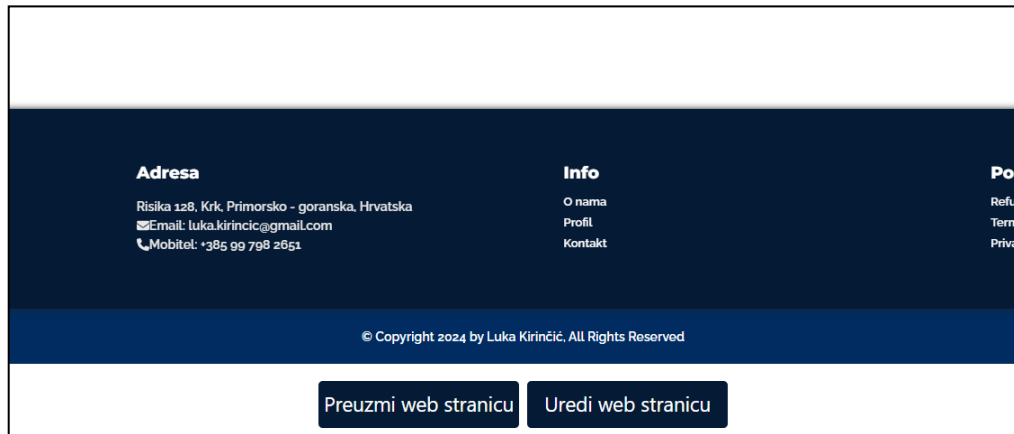 Adresa
Risika 128, Krk, Primorsko - goranska, Hrvatska
Email: luka.kirincic@gmail.com
Mobitel: +385 99 798 2651
Info
O nama
Profil
Kontakt
© Copyright 2024 by Luka Kirinčić, All Rights Reserved
Preuzmi web stranicu
Uredi web stranicu